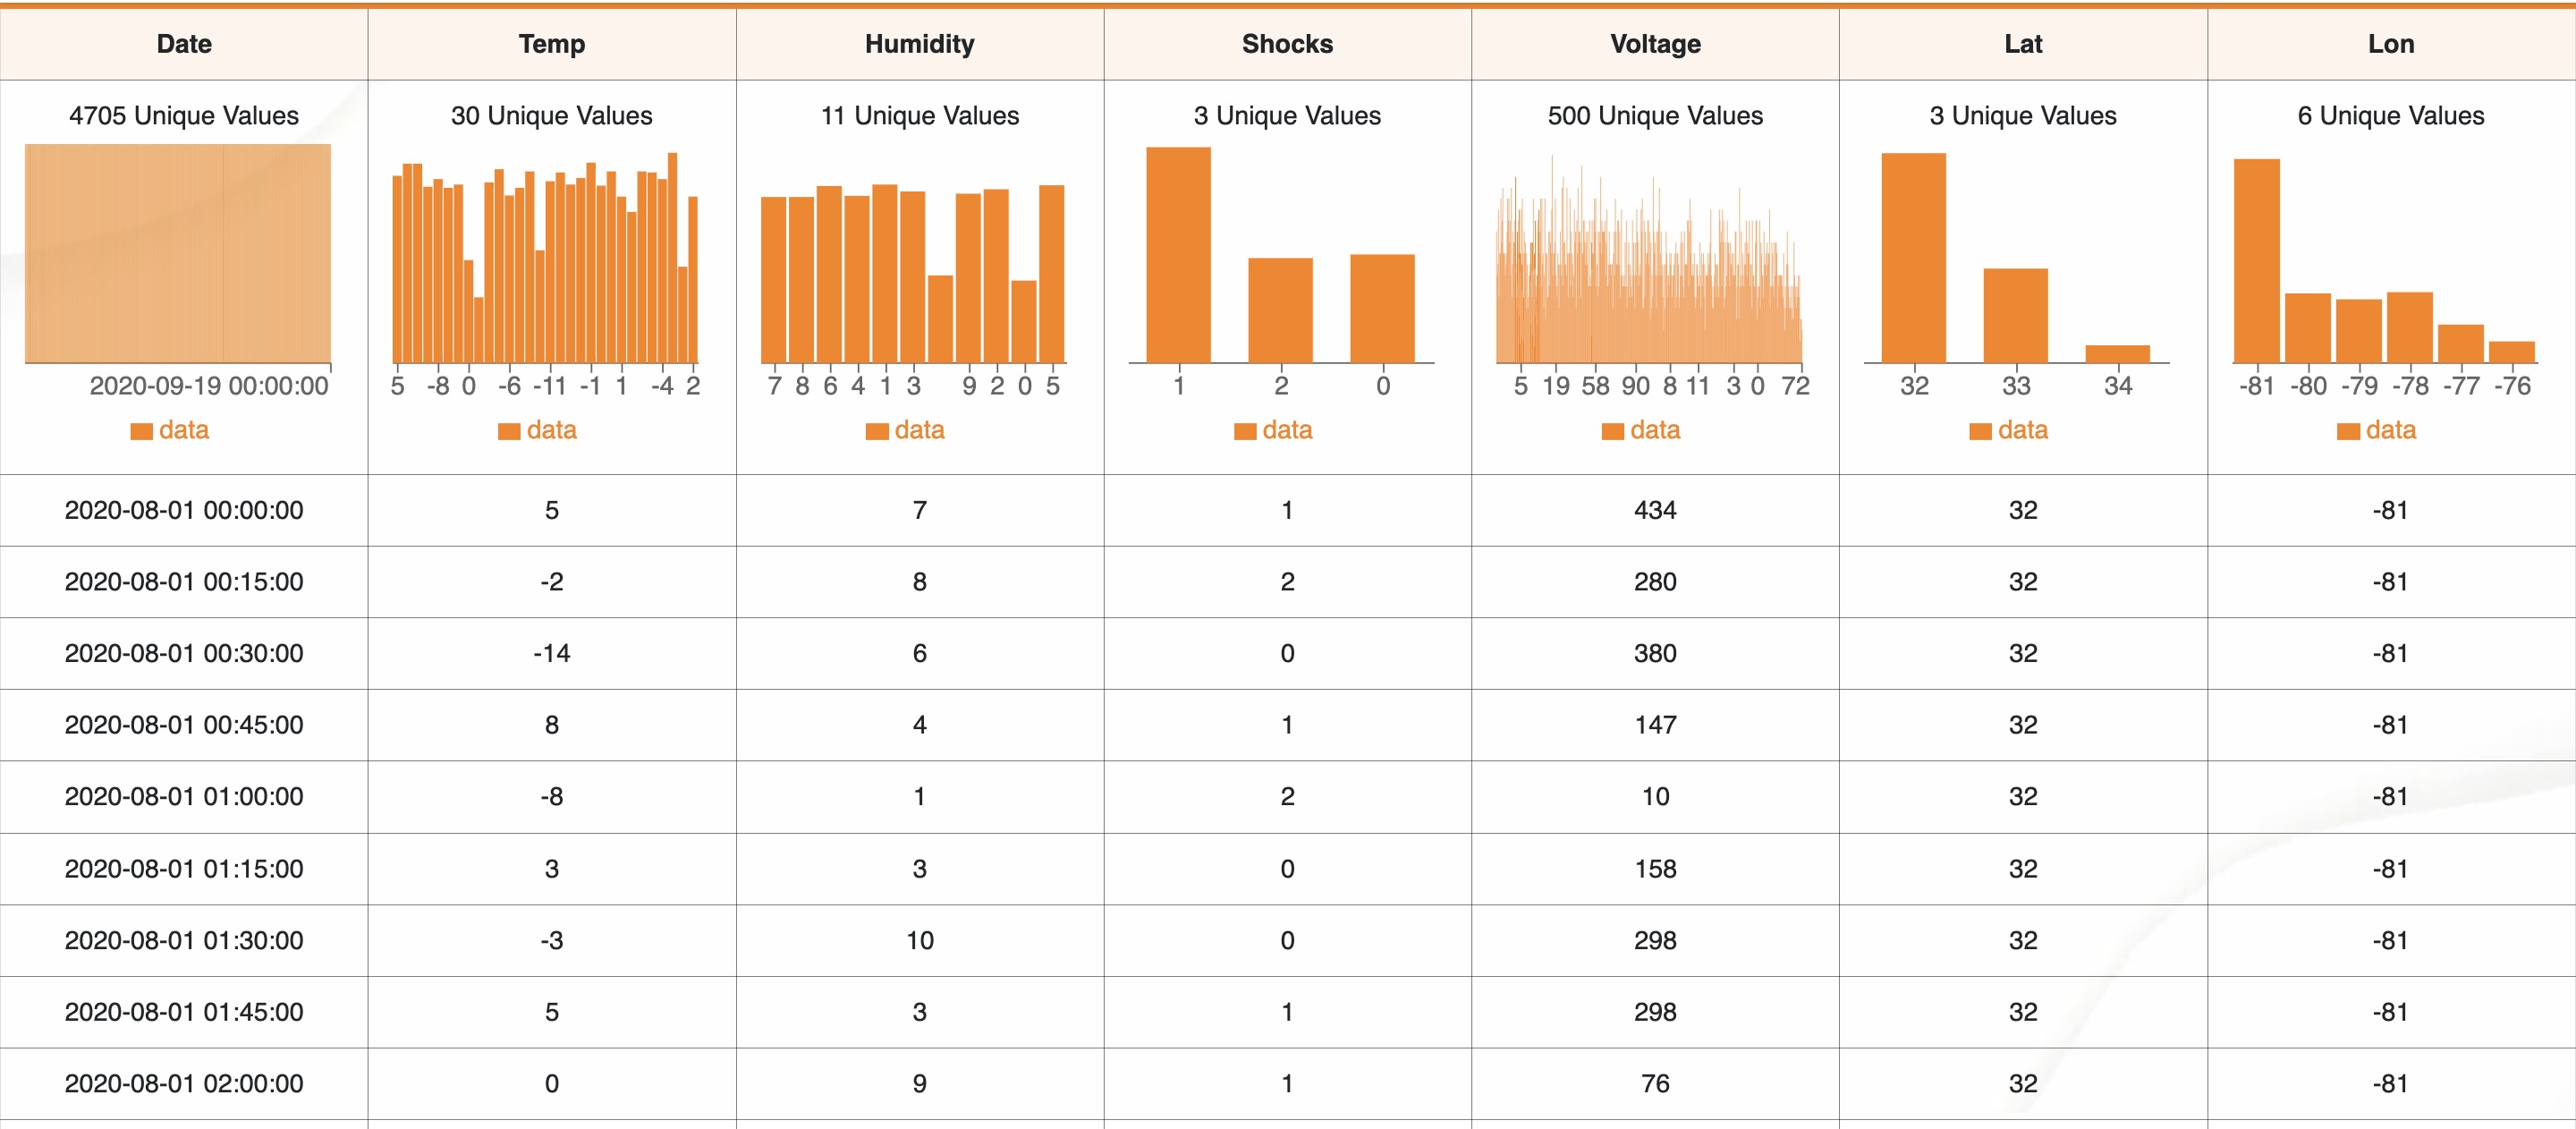 Date Temp Humidity Shocks Voltage Lat Lon
4705 Unique Values 30 Unique Values 11 Unique Values 3 Unique Values 500 Unique Values 3 Unique Values 6 Unique Values
2020-09-19 00:00:00 5 -8 0 -6 -11 -1 1 -4 2 7 8 6 4 1 3 9 2 0 5 1 2 0 5 19 58 90 8 11 3 0 72 32 33 34 -81 -80 -79 -78 -77 -76
data data data data data data data
2020-08-01 00:00:00 5 7 1 434 32 -81
2020-08-01 00:15:00 -2 8 2 280 32 -81
2020-08-01 00:30:00 -14 6 0 380 32 -81
2020-08-01 00:45:00 8 4 1 147 32 -81
2020-08-01 01:00:00 -8 1 2 10 32 -81
2020-08-01 01:15:00 3 3 0 158 32 -81
2020-08-01 01:30:00 -3 10 0 298 32 -81
2020-08-01 01:45:00 5 3 1 298 32 -81
2020-08-01 02:00:00 0 9 1 76 32 -81